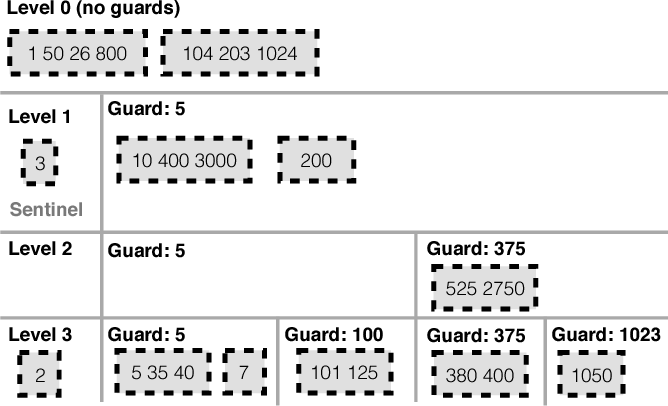 Level 0 (no guards)
1 50 26 800 104 203 1024
Level 1 Guard: 5
3 10 400 3000 200
Sentinel
Level 2 Guard: 5 Guard: 375
525 2750
Level 3 Guard: 5 Guard: 100 Guard: 375 Guard: 1023
2 5 35 40 7 101 125 380 400 1050